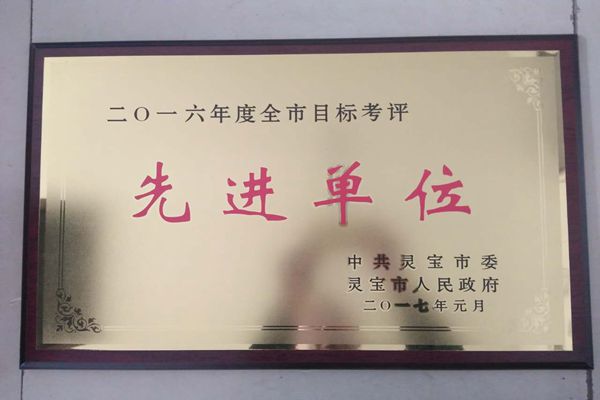 二〇一六年度全市目标考评
先进单位
中共灵宝市委
灵宝市人民政府
二〇一七年元月